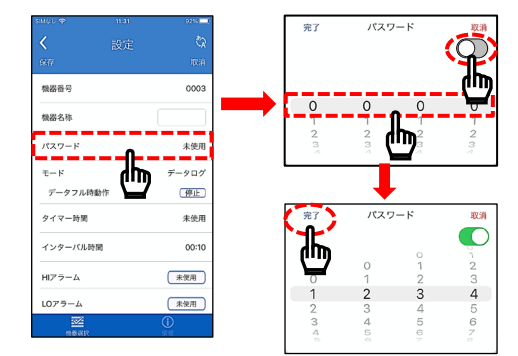 SIMなし 11:31 92%
設定
保存 取消
機器番号 0003
機器名称
パスワード 未使用
モード データログ
データフル時動作 停止
タイマー時間 未使用
インターバル時間 00:10
HIアラーム 未使用
LOアラーム 未使用
機器選択 情報
完了 パスワード 取消
0 0 0 0
1 1 1 1
2 2 2
3 3 3
完了 パスワード 取消
0 1
0 1 2
0 1 2 3
1 2 3 4
2 3 4 5
3 4 5 6
4 5 6 7